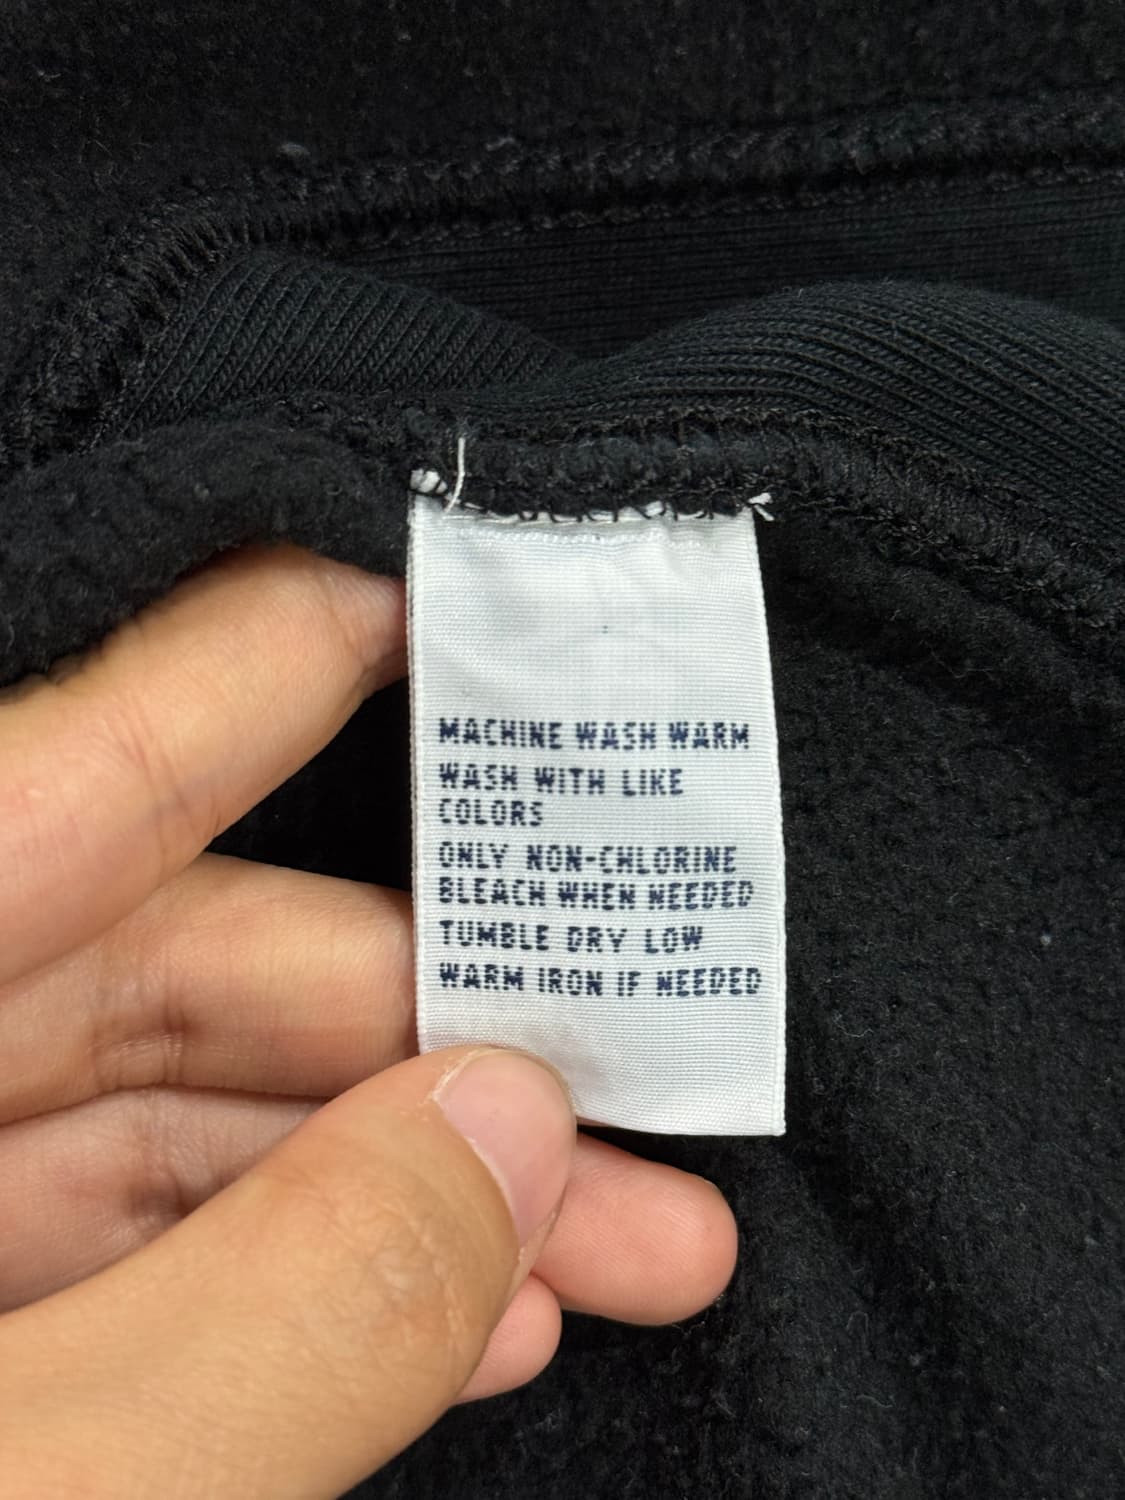 MACHINE WASH WARM
WASH WITH LIKE
COLORS
ONLY NON-CHLORINE
BLEACH WHEN NEEDED
TUMBLE DRY LOW
WARM IRON IF NEEDED